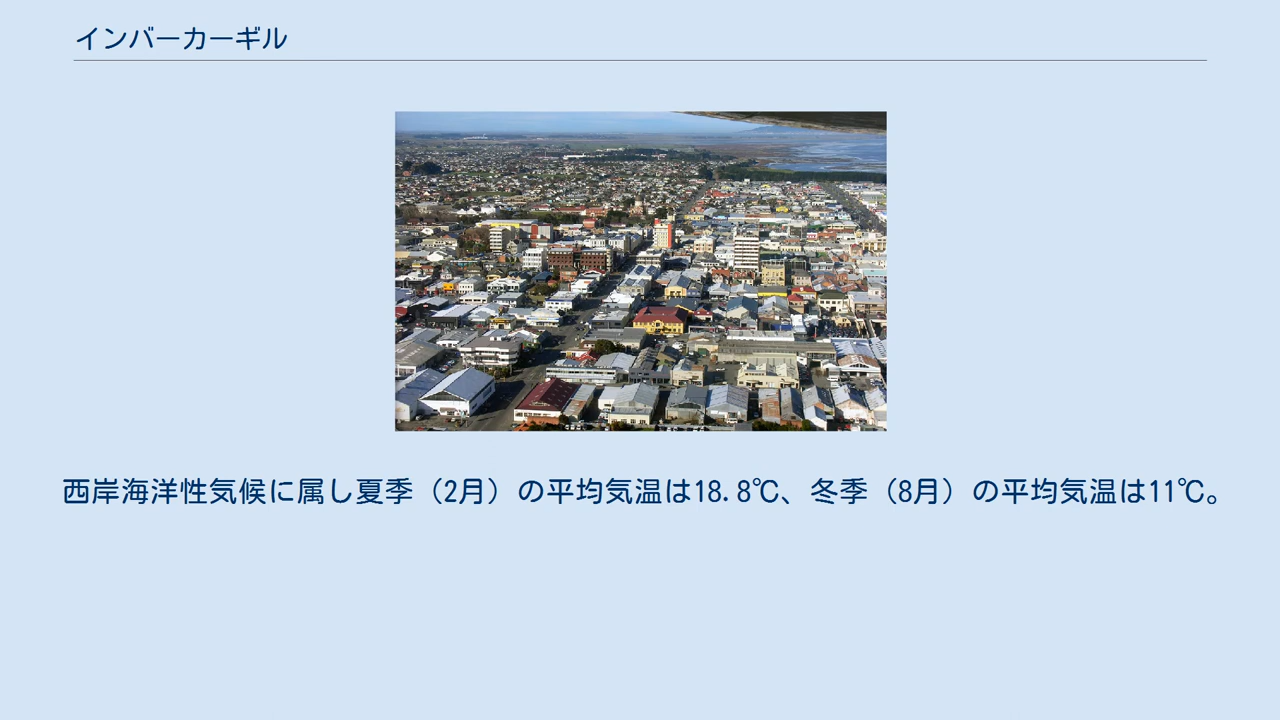 インバーカーギル
西岸海洋性気候に属し夏季（2月）の平均気温は18.8℃、冬季（8月）の平均気温は11℃。